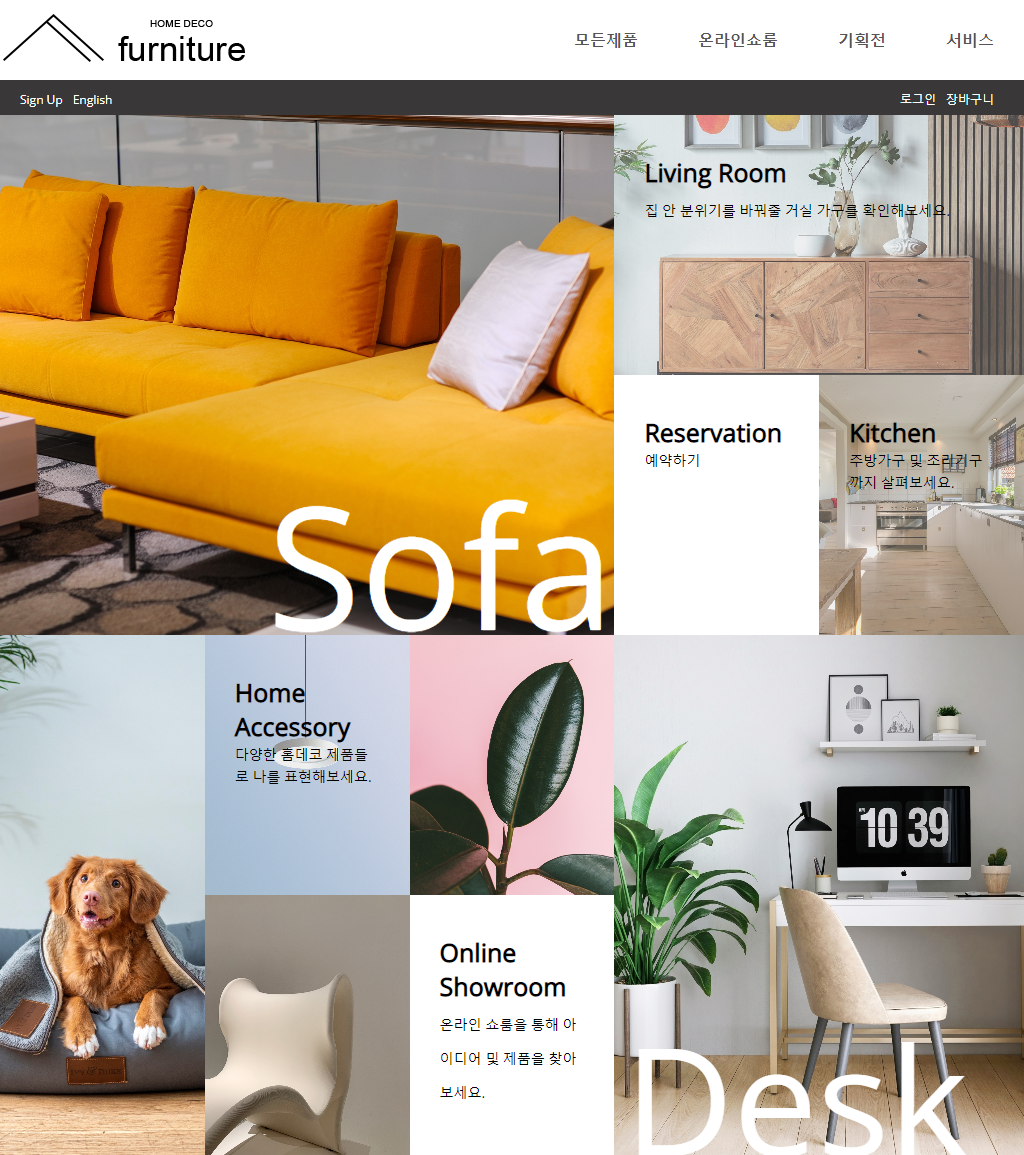 HOME DECO
furniture
모든제품 온라인쇼룸 기획전 서비스
Sign Up English 로그인 장바구니
Living Room
집 안 분위기를 바꿔줄 거실 가구를 확인해보세요.
Reservation
예약하기
Kitchen
주방가구 및 조리기구
까지 살펴보세요.
Sofa
Home
Accessory
다양한 홈데코 제품들
로 나를 표현해보세요.
10 39
Online
Showroom
온라인 쇼룸을 통해 아
이디어 및 제품을 찾아
보세요.
Desk